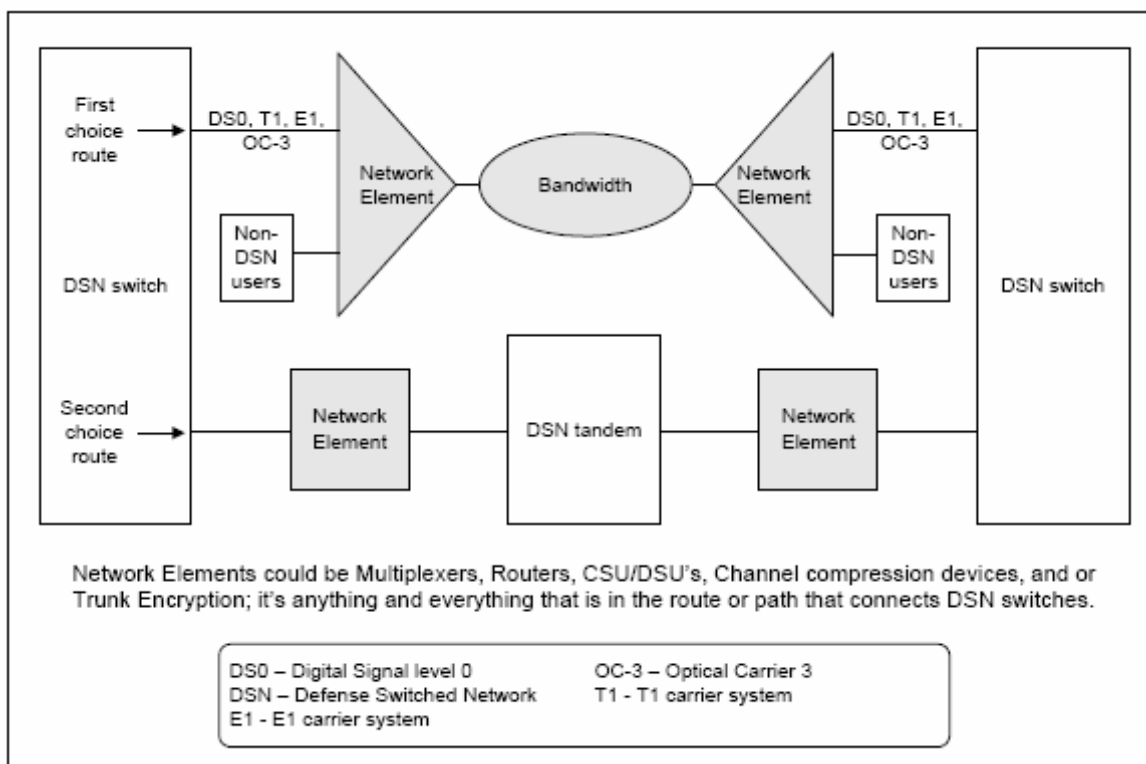 First
choice
route
DS0, T1, E1,
OC-3
Network
Element
Bandwidth
Network
Element
DS0, T1, E1,
OC-3
Non-
DSN
users
Non-
DSN
users
DSN switch
DSN switch
Second
choice
route
Network
Element
DSN tandem
Network
Element
Network Elements could be Multiplexers, Routers, CSU/DSU's, Channel compression devices, and or
Trunk Encryption; it's anything and everything that is in the route or path that connects DSN switches.
DS0 – Digital Signal level 0
DSN – Defense Switched Network
E1 - E1 carrier system
OC-3 – Optical Carrier 3
T1 - T1 carrier system